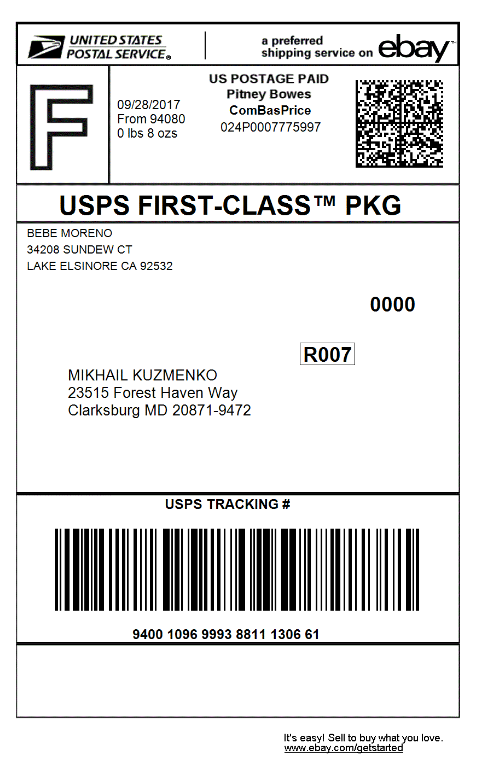 UNITED STATES
POSTAL SERVICE®
a preferred
shipping service on ebay™
F
09/28/2017
From 94080
0 lbs 8 ozs
US POSTAGE PAID
Pitney Bowes
ComBasPrice
024P0007775997
USPS FIRST-CLASS™ PKG
BEBE MORENO
34208 SUNDEW CT
LAKE ELSINORE CA 92532
0000
R007
MIKHAIL KUZMENKO
23515 Forest Haven Way
Clarksburg MD 20871-9472
USPS TRACKING #
9400 1096 9993 8811 1306 61
It's easy! Sell to buy what you love.
www.ebay.com/getstarted